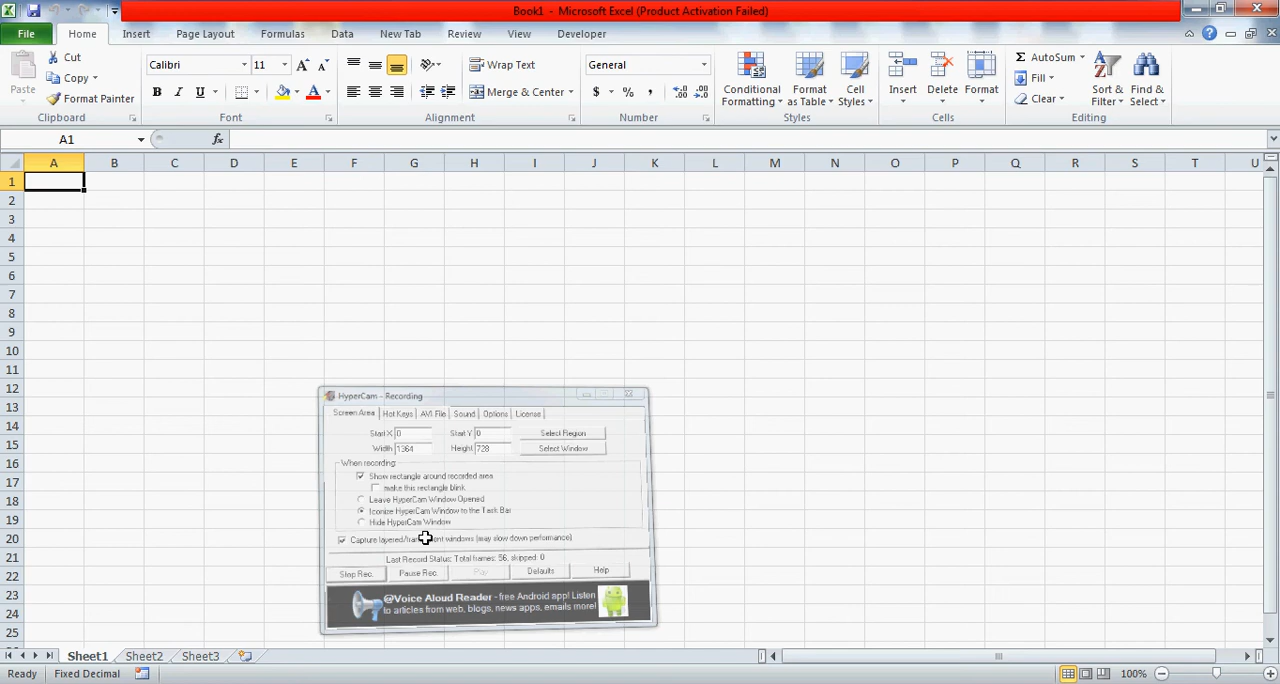 Book1 - Microsoft Excel (Product Activation Failed)
File Home Insert Page Layout Formulas Data New Tab Review View Developer
Paste Cut Copy Format Painter Clipboard
Calibri 11 B I U A A A Font
Wrap Text Merge & Center Alignment
General $ % , .0 .00 .00 .0 Number
Conditional Formatting Format as Table Cell Styles Styles
Insert Delete Format Cells
Σ AutoSum Fill Clear Sort & Filter Find & Select Editing
A1 fx
A B C D E F G H I J K L M N O P Q R S T U
1
2
3
4
5
6
7
8
9
10
11
12
13
14
15
16
17
18
19
20
21
22
23
24
25
HyperCam - Recording
Screen Area Hot Keys AVI File Sound Options License
Start X 0 Start Y 0 Select Region
Width 1364 Height 728 Select Window
When recording:
Show rectangle around recorded area
make this rectangle blink
Leave HyperCam Window Opened
Iconize HyperCam Window to the Task Bar
Hide HyperCam Window
Capture layered/transparent windows (may slow down performance)
Last Record Status: Total frames: 56, skipped: 0
Stop Rec. Pause Rec. Play Defaults Help
@Voice Aloud Reader - free Android app! Listen
to articles from web, blogs, news apps, emails more!
Sheet1 Sheet2 Sheet3
Ready Fixed Decimal 100%